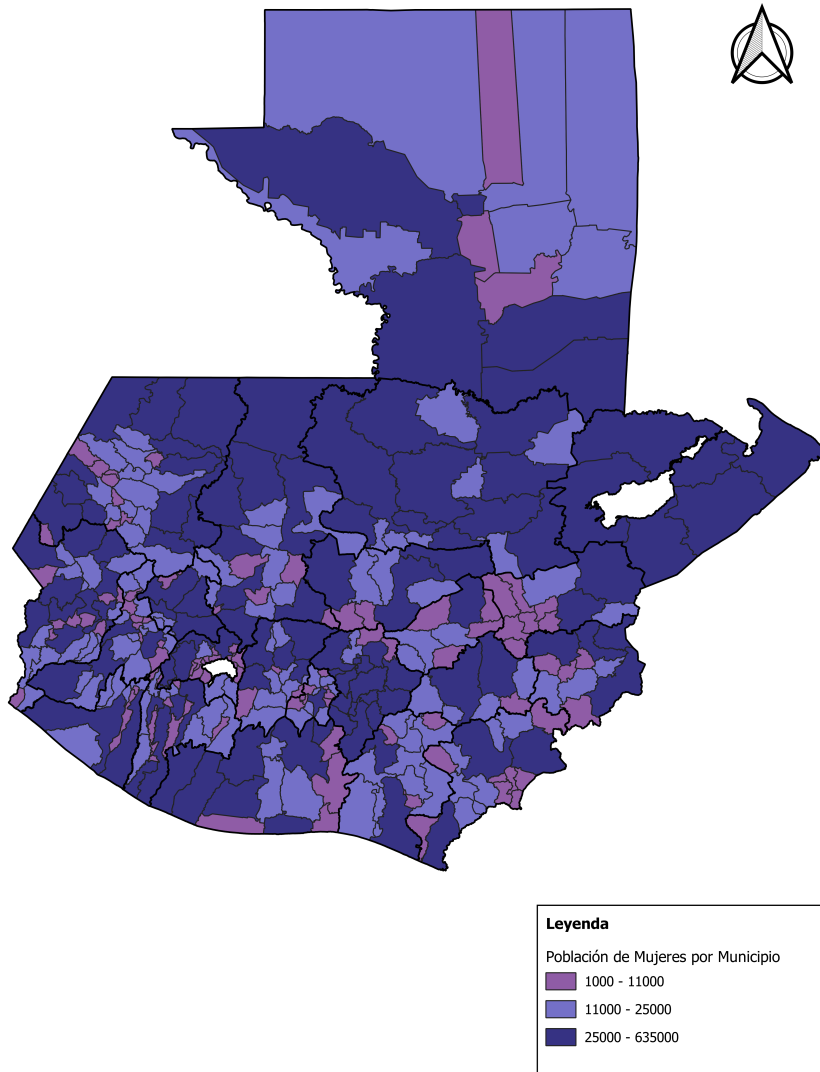 Leyenda
Población de Mujeres por Municipio
1000 - 11000
11000 - 25000
25000 - 635000